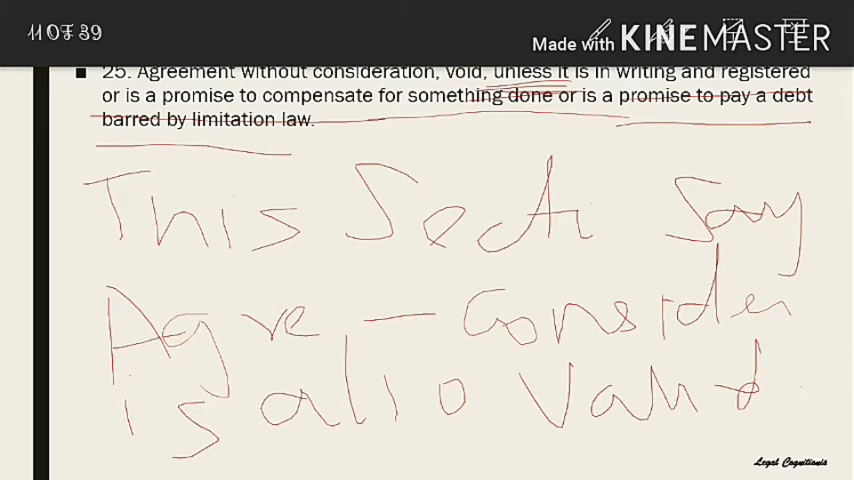 11 OF 39
Made with KINEMASTER
25. Agreement without consideration, void, unless it is in writing and registered
or is a promise to compensate for something done or is a promise to pay a debt
barred by limitation law.
This Secti Say
Agre — Consider
is also Valid
Legal Cognitionis